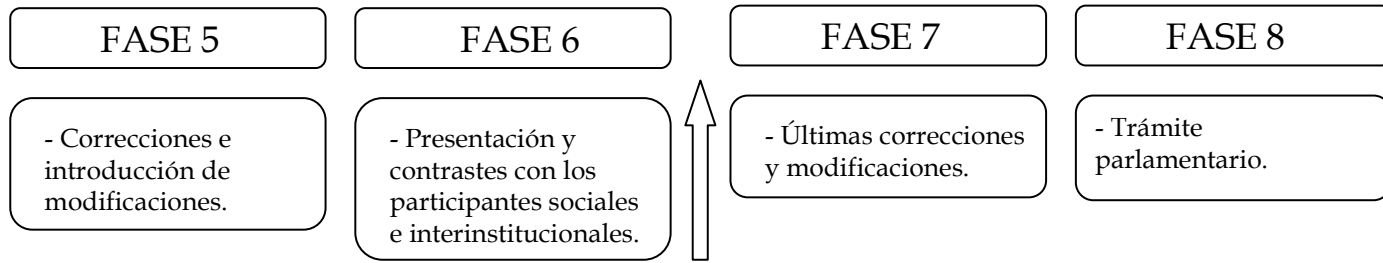 FASE 5
FASE 6
FASE 7
FASE 8
- Correcciones e
introducción de
modificaciones.
- Presentación y
contrastes con los
participantes sociales
e interinstitucionales.
- Últimas correcciones
y modificaciones.
- Trámite
parlamentario.